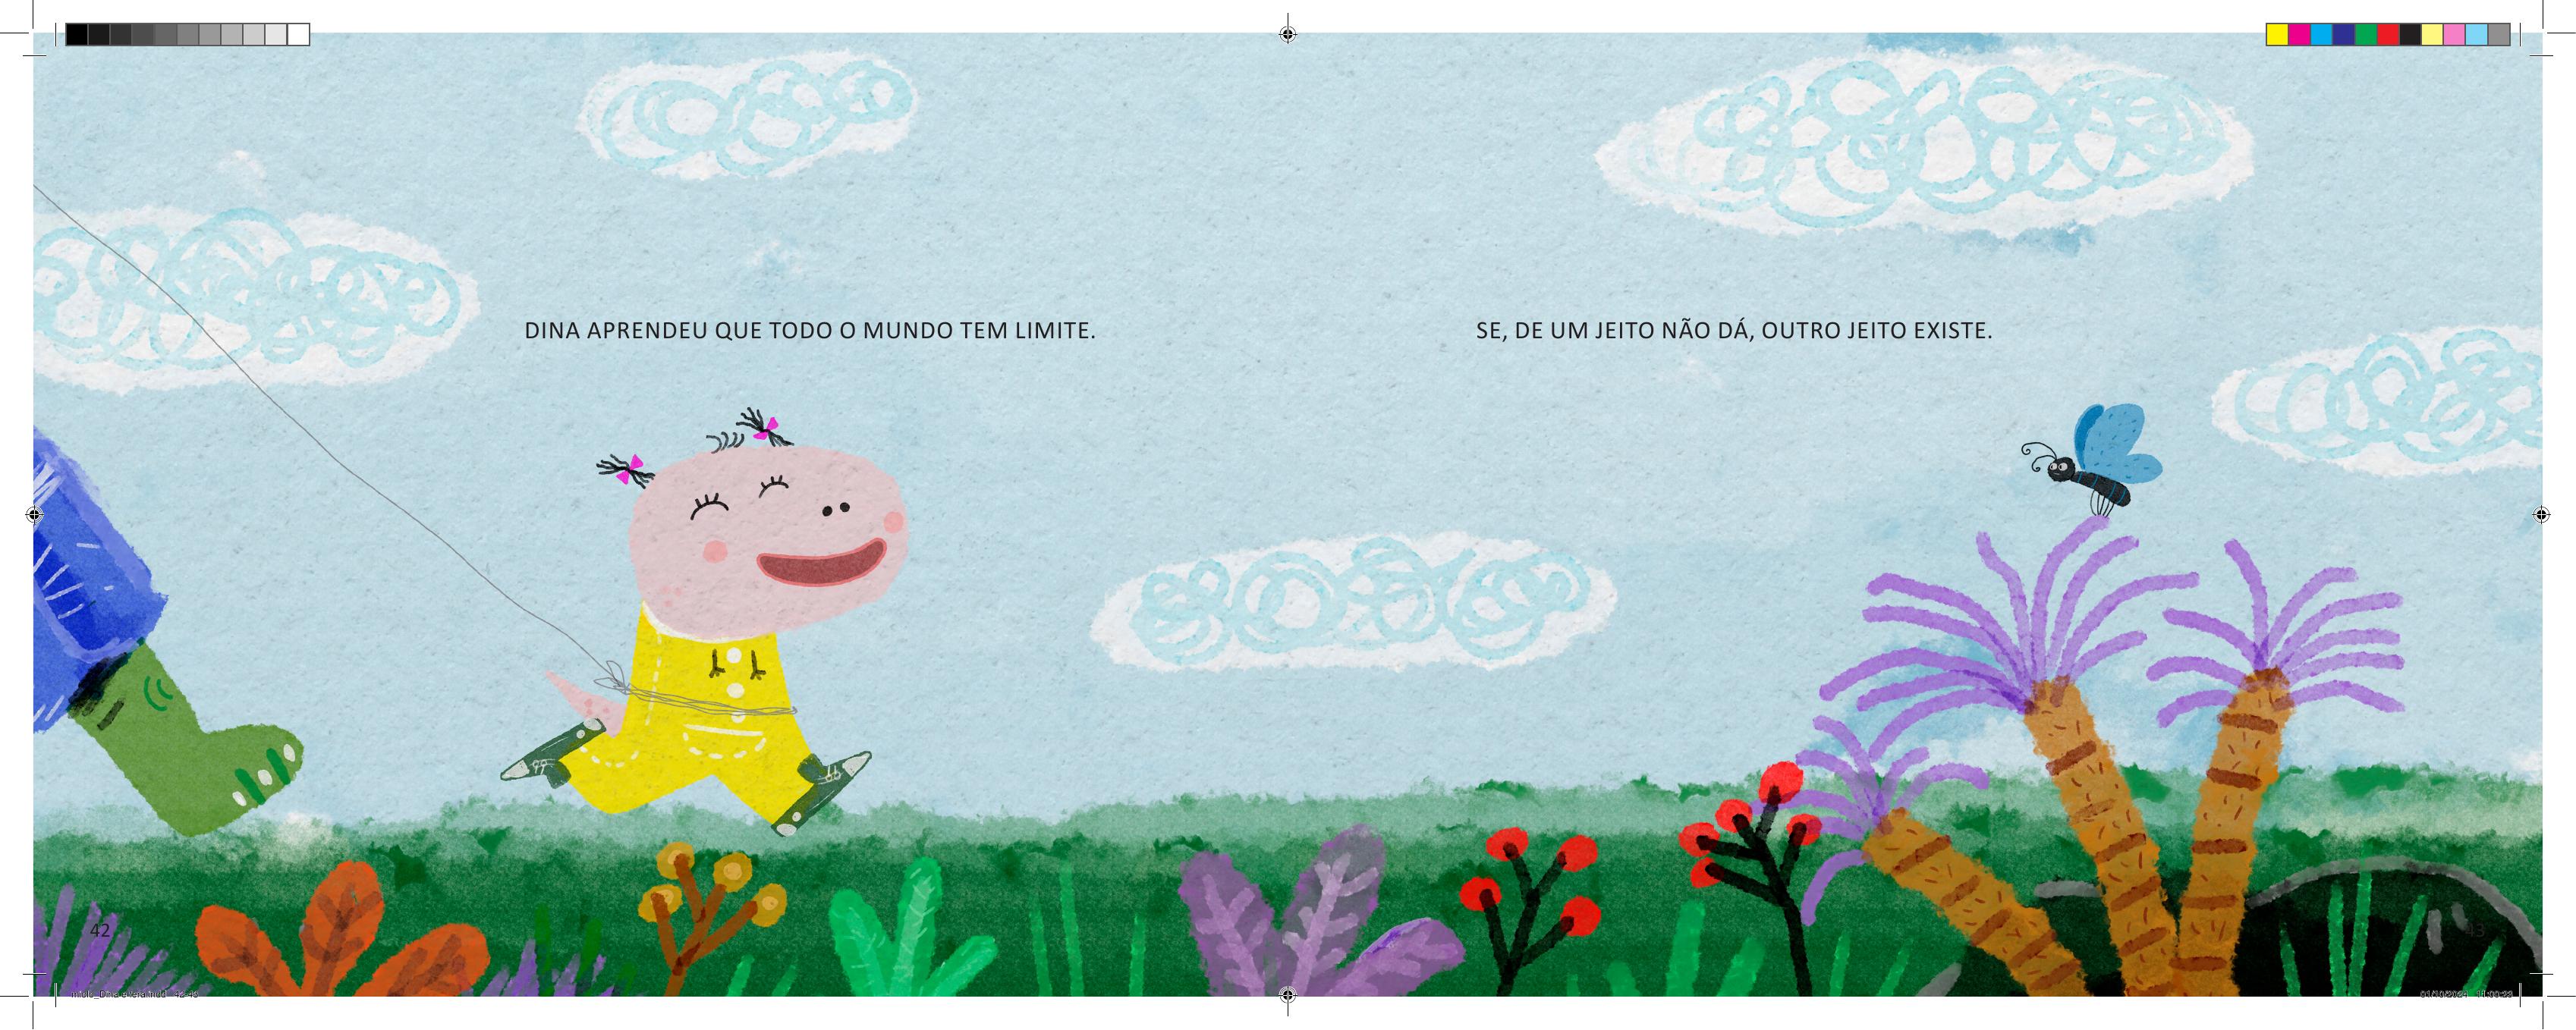 DINA APRENDEU QUE TODO O MUNDO TEM LIMITE.
SE, DE UM JEITO NÃO DÁ, OUTRO JEITO EXISTE.
42